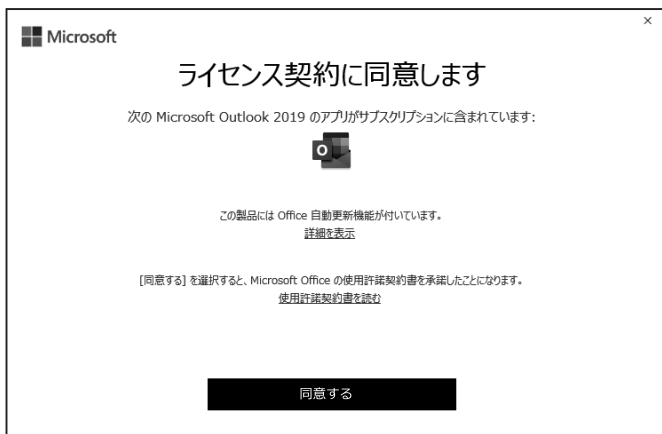 ×
Microsoft
ライセンス契約に同意します
次の Microsoft Outlook 2019 のアプリがサブスクリプションに含まれています:
O
この製品には Office 自動更新機能が付いています。
詳細を表示
[同意する] を選択すると、Microsoft Office の使用許諾契約書を承諾したことになります。
使用許諾契約書を読む
同意する